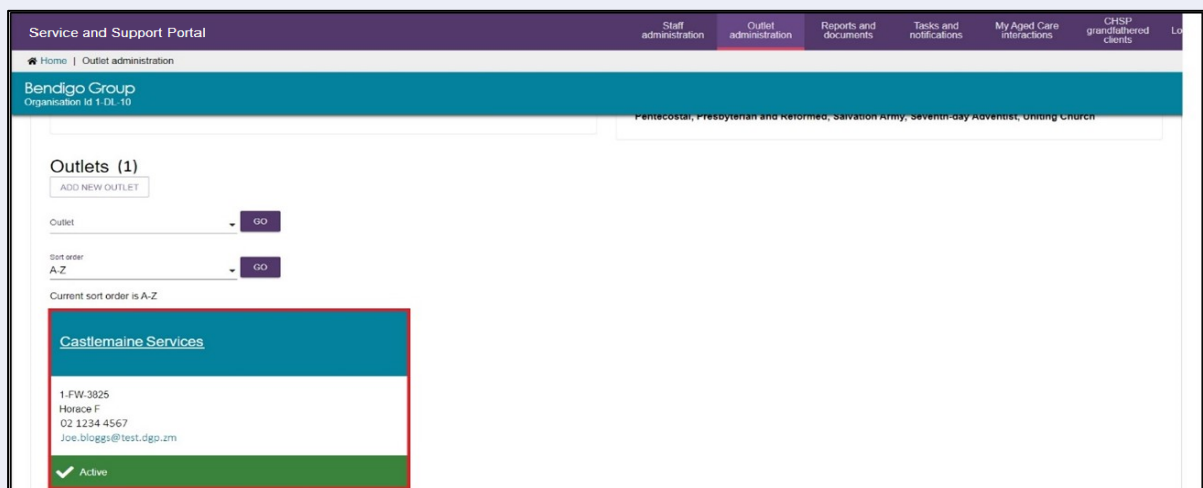 Service and Support Portal
Staff administration
Outlet administration
Reports and documents
Tasks and notifications
My Aged Care interactions
CHSP grandfathered clients
Lo
Home | Outlet administration
Bendigo Group
Organisation Id 1-DL-10
Pentecostal, Presbyterian and Reformed, Salvation Army, Seventh-day Adventist, Uniting Church
Outlets (1)
ADD NEW OUTLET
Outlet
GO
Sort order
A-Z
GO
Current sort order is A-Z
Castlemaine Services
1-FW-3825
Horace F
02 1234 4567
Joe.bloggs@test.dgp.zm
Active